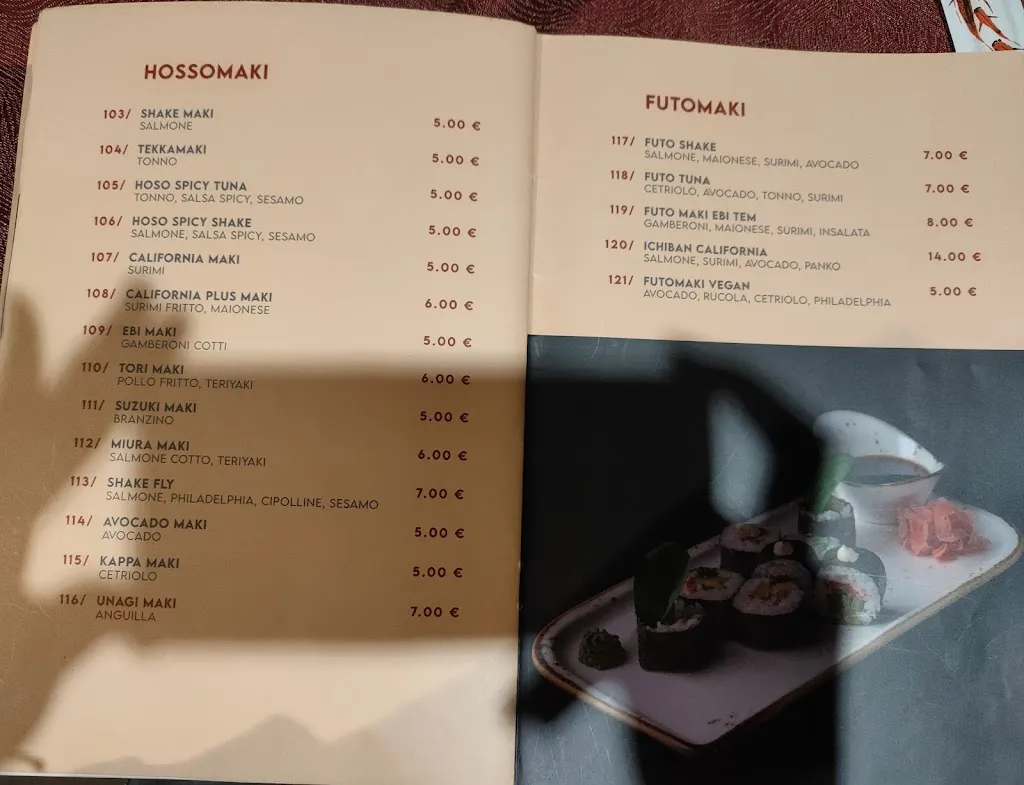 HOSSOMAKI
103/ SHAKE MAKI 5.00 €
SALMONE
104/ TEKKAMAKI 5.00 €
TONNO
105/ HOSO SPICY TUNA 5.00 €
TONNO, SALSA SPICY, SESAMO
106/ HOSO SPICY SHAKE 5.00 €
SALMONE, SALSA SPICY, SESAMO
107/ CALIFORNIA MAKI 5.00 €
SURIMI
108/ CALIFORNIA PLUS MAKI 6.00 €
SURIMI FRITTO, MAIONESE
109/ EBI MAKI 5.00 €
GAMBERONI COTTI
110/ TORI MAKI 6.00 €
POLLO FRITTO, TERIYAKI
111/ SUZUKI MAKI 5.00 €
BRANZINO
112/ MIURA MAKI 6.00 €
SALMONE COTTO, TERIYAKI
113/ SHAKE FLY 7.00 €
SALMONE, PHILADELPHIA, CIPOLLINE, SESAMO
114/ AVOCADO MAKI 5.00 €
AVOCADO
115/ KAPPA MAKI 5.00 €
CETRIOLO
116/ UNAGI MAKI 7.00 €
ANGUILLA
FUTOMAKI
117/ FUTO SHAKE 7.00 €
SALMONE, MAIONESE, SURIMI, AVOCADO
118/ FUTO TUNA 7.00 €
CETRIOLO, AVOCADO, TONNO, SURIMI
119/ FUTO MAKI EBI TEM 8.00 €
GAMBERONI, MAIONESE, SURIMI, INSALATA
120/ ICHIBAN CALIFORNIA 14.00 €
SALMONE, SURIMI, AVOCADO, PANKO
121/ FUTOMAKI VEGAN 5.00 €
AVOCADO, RUCOLA, CETRIOLO, PHILADELPHIA